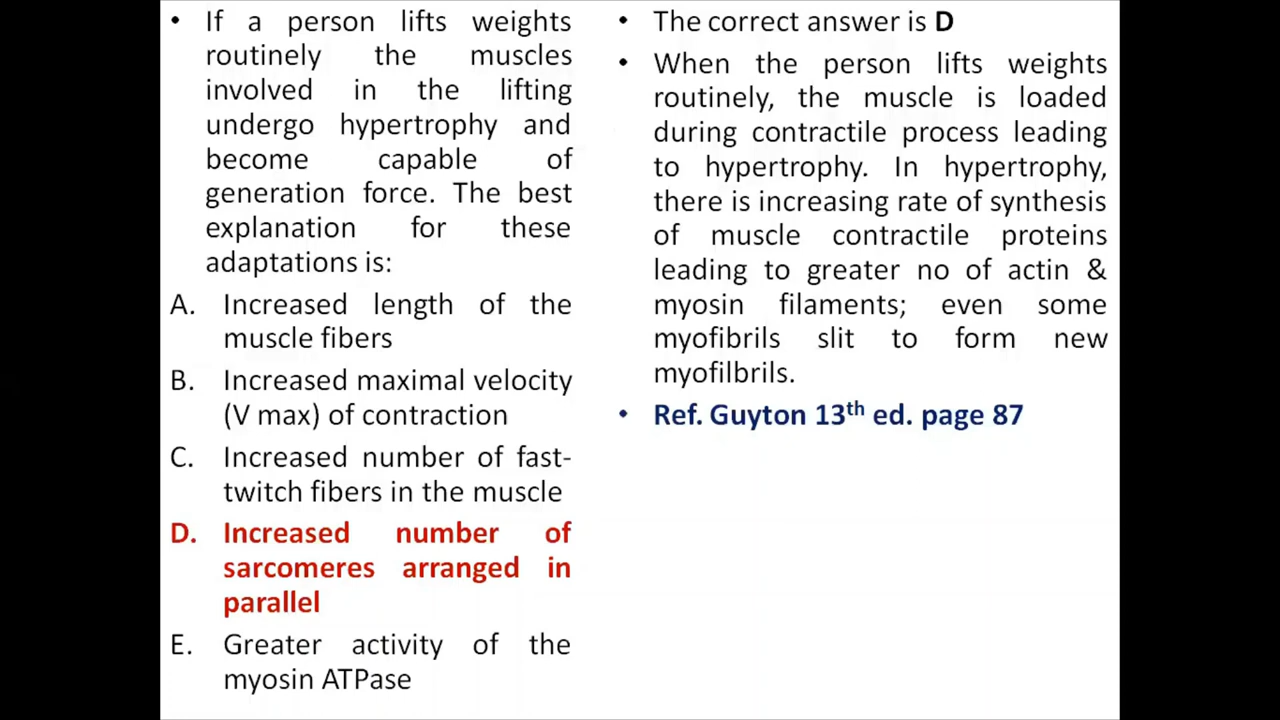 • If a person lifts weights
routinely the muscles
involved in the lifting
undergo hypertrophy and
become capable of
generation force. The best
explanation for these
adaptations is:
A. Increased length of the
muscle fibers
B. Increased maximal velocity
(V max) of contraction
C. Increased number of fast-
twitch fibers in the muscle
D. Increased number of
sarcomeres arranged in
parallel
E. Greater activity of the
myosin ATPase
• The correct answer is D
• When the person lifts weights
routinely, the muscle is loaded
during contractile process leading
to hypertrophy. In hypertrophy,
there is increasing rate of synthesis
of muscle contractile proteins
leading to greater no of actin &
myosin filaments; even some
myofibrils slit to form new
myofilbrils.
• Ref. Guyton 13th ed. page 87